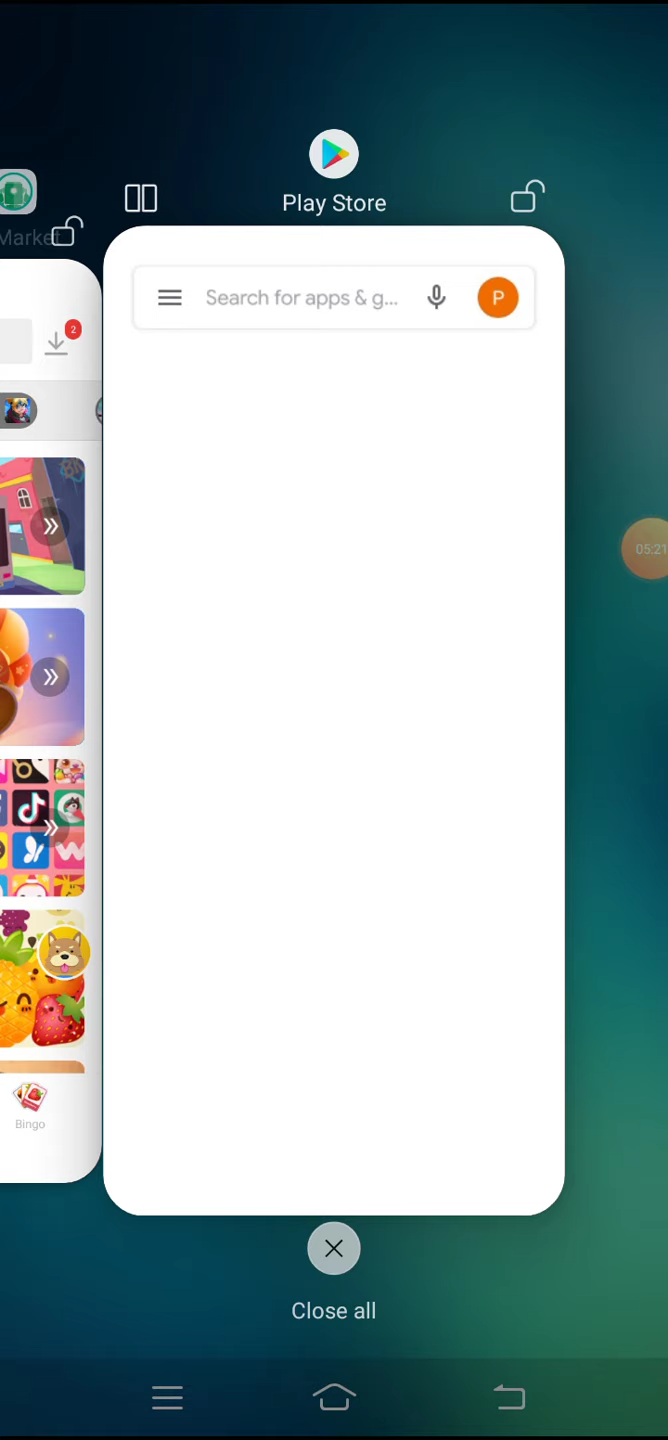 Play Store
Market
2
Search for apps & g...
P
05:21
Bingo
Close all